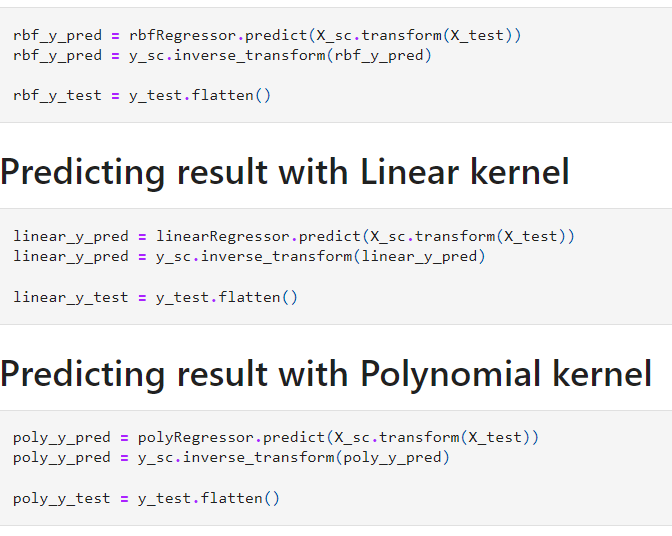 rbf_y_pred = rbfRegressor.predict(X_sc.transform(X_test))
rbf_y_pred = y_sc.inverse_transform(rbf_y_pred)
rbf_y_test = y_test.flatten()
Predicting result with Linear kernel
linear_y_pred = linearRegressor.predict(X_sc.transform(X_test))
linear_y_pred = y_sc.inverse_transform(linear_y_pred)
linear_y_test = y_test.flatten()
Predicting result with Polynomial kernel
poly_y_pred = polyRegressor.predict(X_sc.transform(X_test))
poly_y_pred = y_sc.inverse_transform(poly_y_pred)
poly_y_test = y_test.flatten()